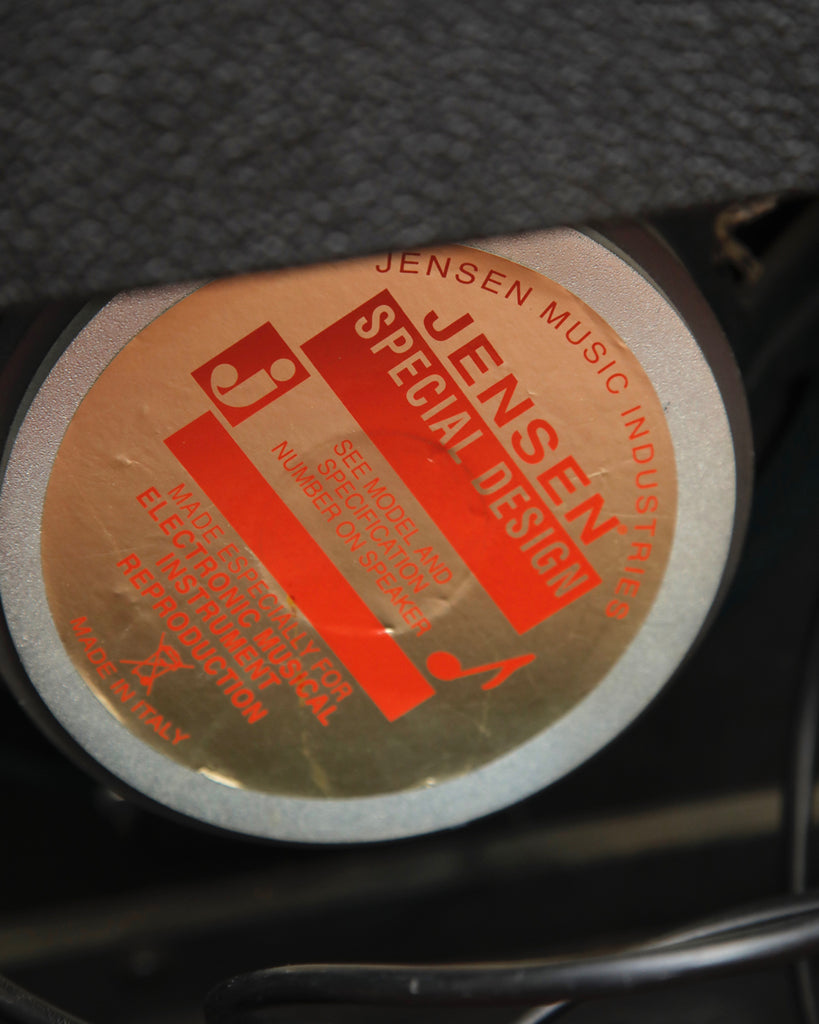 JENSEN MUSIC INDUSTRIES
JENSEN®
SPECIAL DESIGN
j
SEE MODEL AND
SPECIFICATION
NUMBER ON SPEAKER
MADE ESPECIALLY FOR
ELECTRONIC MUSICAL
INSTRUMENT
REPRODUCTION
MADE IN ITALY